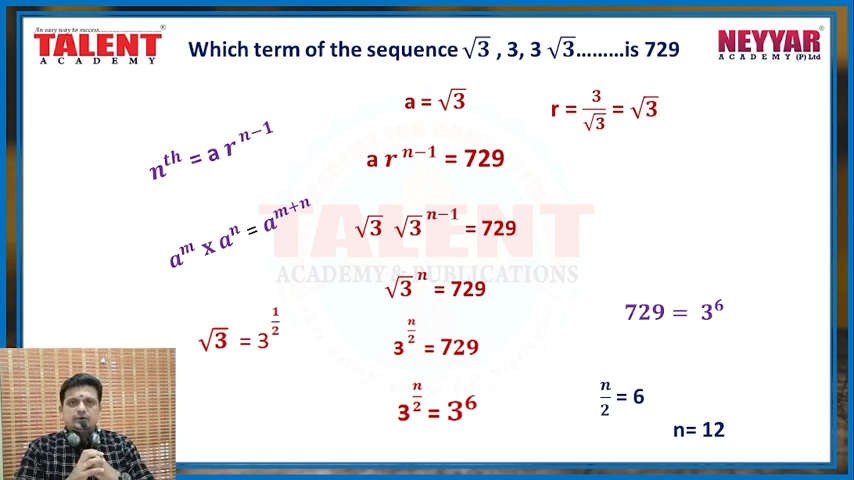 An easy way to success..............
TALENT
ACADEMY
Which term of the sequence √3 , 3, 3 √3.........is 729
NEYYAR
ACADEMY (P) Ltd
a = √3
r = 3/√3 = √3
n^{th} = a r^{n−1}
a r^{n−1} = 729
a^m x a^n = a^{m+n}
√3 √3^{n−1} = 729
TALENT
ACADEMY & PUBLICATIONS
√3^n = 729
729 = 3^6
√3 = 3^{1/2}
3^{n/2} = 729
3^{n/2} = 3^6
n/2 = 6
n= 12